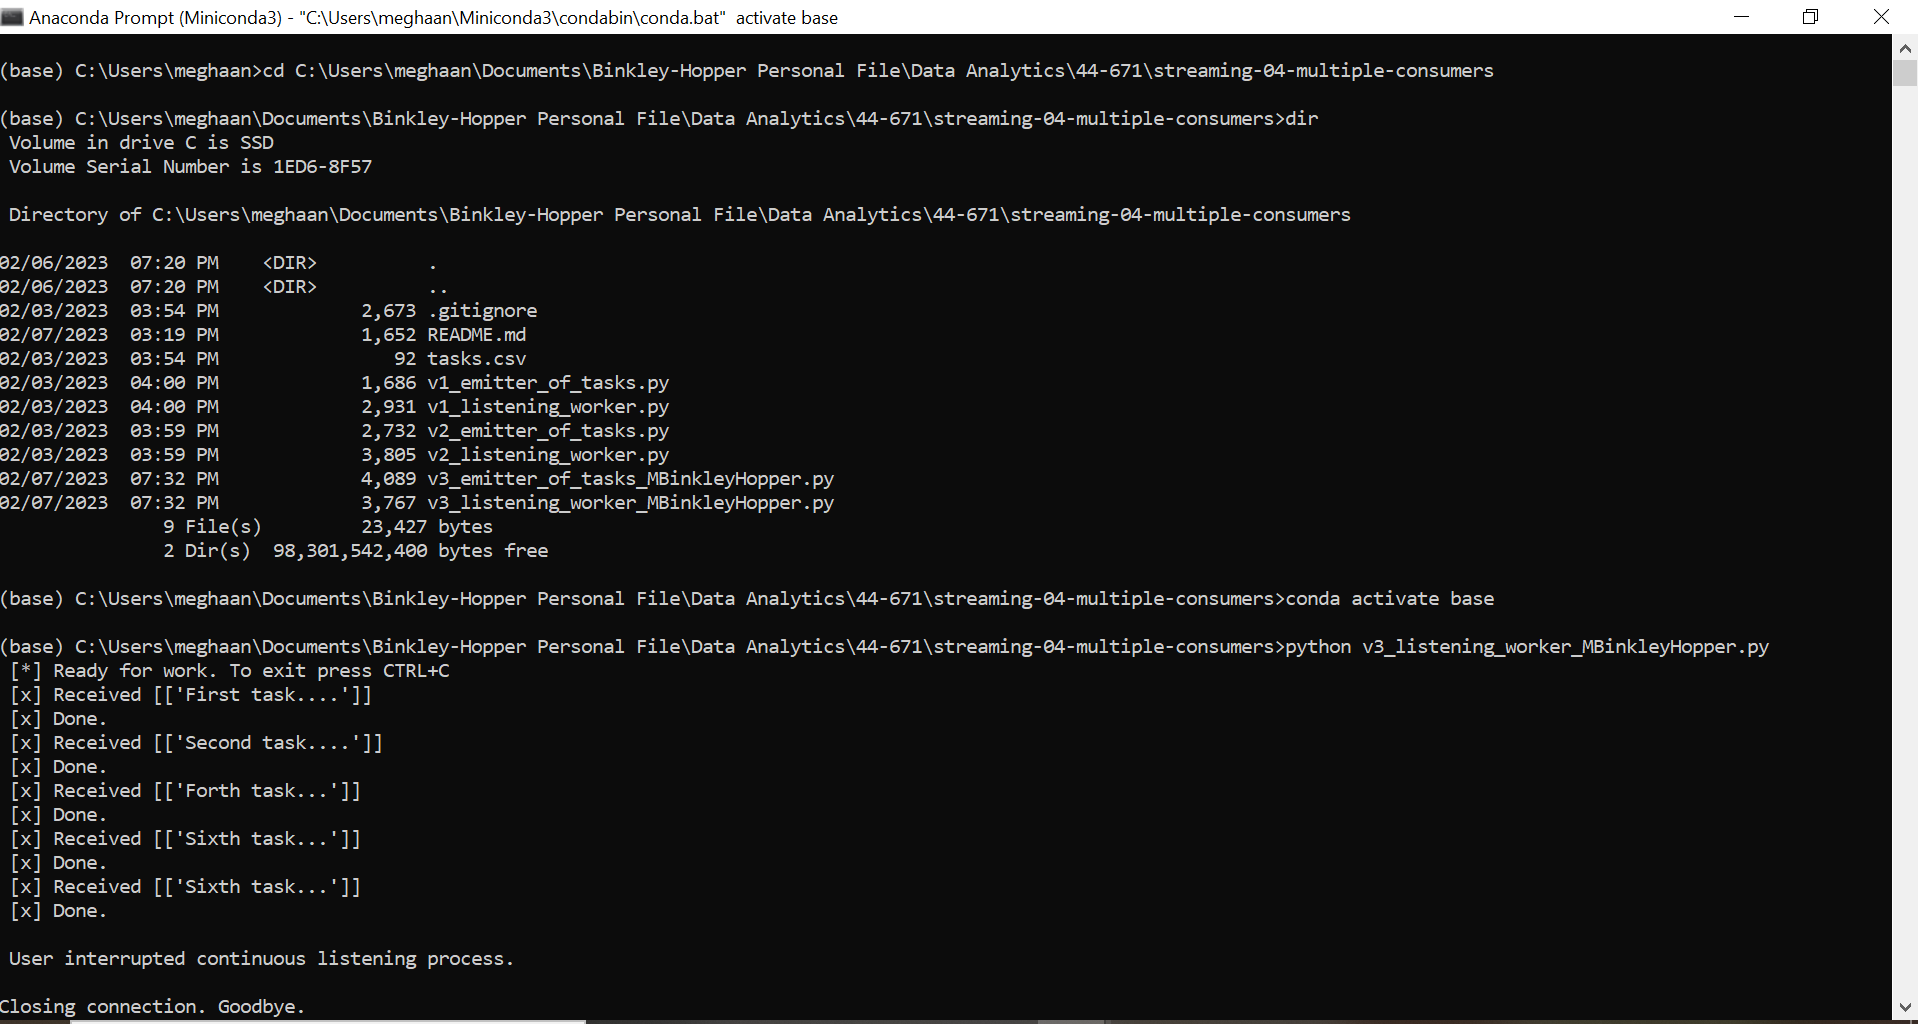 Anaconda Prompt (Miniconda3) - "C:\Users\meghaan\Miniconda3\condabin\conda.bat"  activate base
(base) C:\Users\meghaan>cd C:\Users\meghaan\Documents\Binkley-Hopper Personal File\Data Analytics\44-671\streaming-04-multiple-consumers
(base) C:\Users\meghaan\Documents\Binkley-Hopper Personal File\Data Analytics\44-671\streaming-04-multiple-consumers>dir
 Volume in drive C is SSD
 Volume Serial Number is 1ED6-8F57
 Directory of C:\Users\meghaan\Documents\Binkley-Hopper Personal File\Data Analytics\44-671\streaming-04-multiple-consumers
02/06/2023  07:20 PM    <DIR>          .
02/06/2023  07:20 PM    <DIR>          ..
02/03/2023  03:54 PM             2,673 .gitignore
02/07/2023  03:19 PM             1,652 README.md
02/03/2023  03:54 PM                92 tasks.csv
02/03/2023  04:00 PM             1,686 v1_emitter_of_tasks.py
02/03/2023  04:00 PM             2,931 v1_listening_worker.py
02/03/2023  03:59 PM             2,732 v2_emitter_of_tasks.py
02/03/2023  03:59 PM             3,805 v2_listening_worker.py
02/07/2023  07:32 PM             4,089 v3_emitter_of_tasks_MBinkleyHopper.py
02/07/2023  07:32 PM             3,767 v3_listening_worker_MBinkleyHopper.py
               9 File(s)         23,427 bytes
               2 Dir(s)  98,301,542,400 bytes free
(base) C:\Users\meghaan\Documents\Binkley-Hopper Personal File\Data Analytics\44-671\streaming-04-multiple-consumers>conda activate base
(base) C:\Users\meghaan\Documents\Binkley-Hopper Personal File\Data Analytics\44-671\streaming-04-multiple-consumers>python v3_listening_worker_MBinkleyHopper.py
 [*] Ready for work. To exit press CTRL+C
 [x] Received [['First task....']]
 [x] Done.
 [x] Received [['Second task....']]
 [x] Done.
 [x] Received [['Forth task...']]
 [x] Done.
 [x] Received [['Sixth task...']]
 [x] Done.
 [x] Received [['Sixth task...']]
 [x] Done.
 User interrupted continuous listening process.
Closing connection. Goodbye.